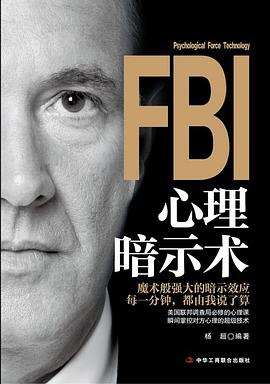 Psychological Force Technology
FBI
心理
暗示术
魔术般强大的暗示效应
每一分钟，都由我说了算
美国联邦调查局必修的心理课
瞬间掌控对方心理的超级技术
杨 超◎编著
中华工商联合出版社